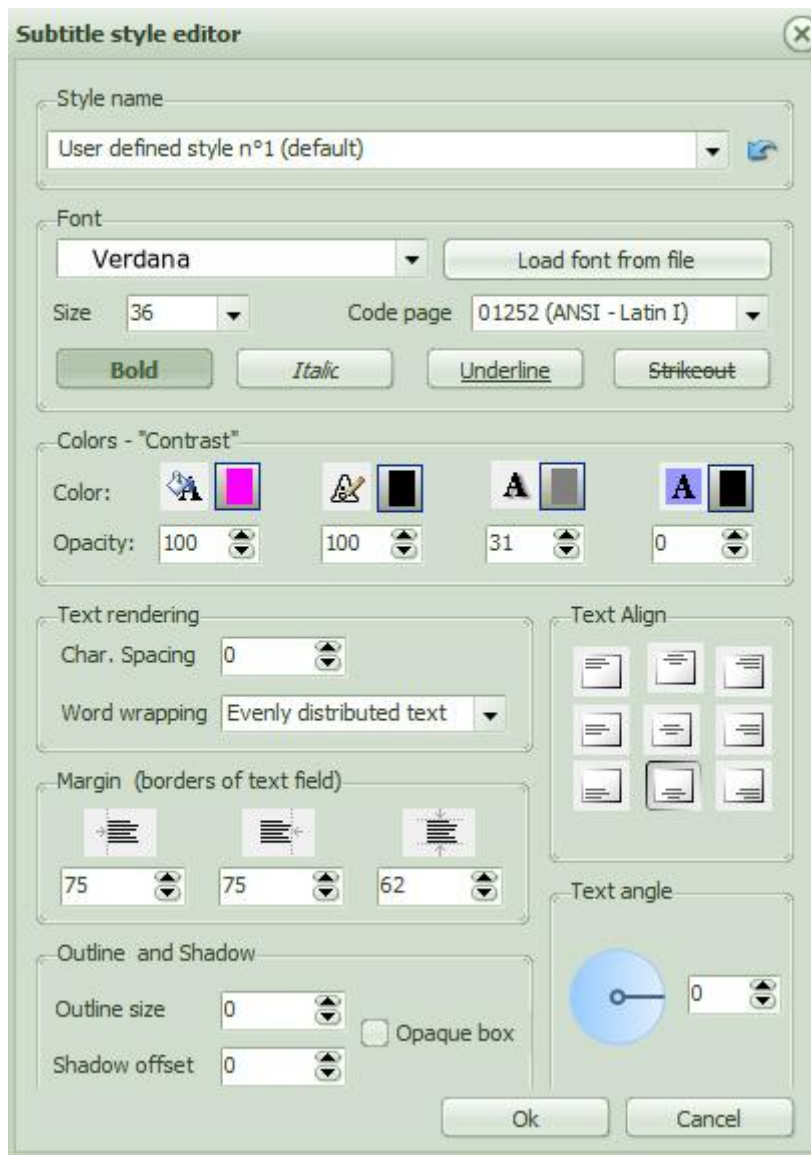 Subtitle style editor
Style name
User defined style n°1 (default)
Font
Verdana
Load font from file
Size 36 Code page 01252 (ANSI - Latin I)
Bold Italic Underline Strikeout
Colors - "Contrast"
Color: A A A
Opacity: 100 100 31 0
Text rendering
Char. Spacing 0
Word wrapping Evenly distributed text
Text Align
Margin (borders of text field)
75 75 62
Text angle
0
Outline and Shadow
Outline size 0
Opaque box
Shadow offset 0
Ok Cancel